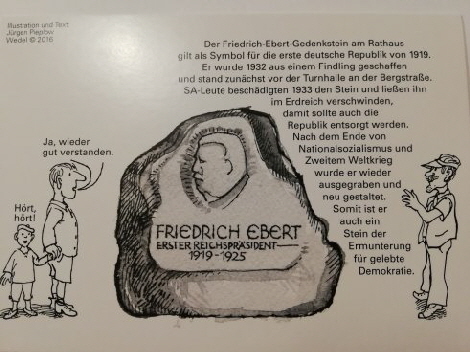 Illustration und Text
Jürgen Pieplow
Wedel © 2016
Der Friedrich-Ebert Gedenkstein am Rathaus
gilt als Symbol für die erste deutsche Republik von 1919.
Er wurde 1932 aus einem Findling geschaffen
und stand zunächst vor der Turnhalle an der Bergstraße.
SA-Leute beschädigten 1933 den Stein und ließen ihn
im Erdreich verschwinden,
damit sollte auch die
Republik entsorgt werden.
Nach dem Ende von
Nationalsozialismus und
Zweitem Weltkrieg
wurde er wieder
ausgegraben und
neu gestaltet.
Somit ist er
auch ein
Stein der
Ermunterung
für gelebte
Demokratie.
Ja, wieder
gut verstanden.
Hört,
hört!
FRIEDRICH EBERT
ERSTER REICHSPRÄSIDENT
1919-1925